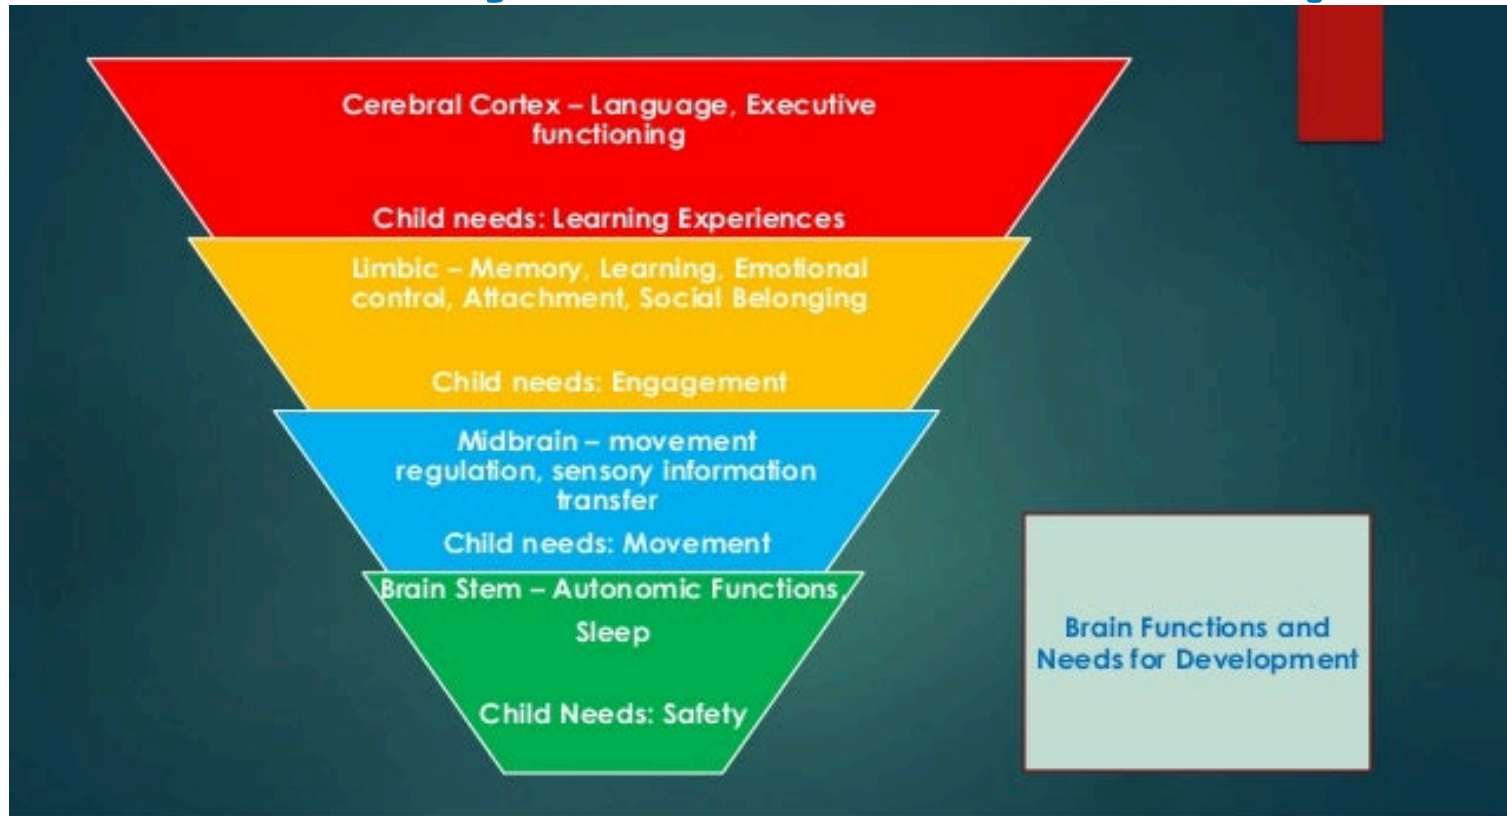 Cerebral Cortex – Language, Executive
functioning
Child needs: Learning Experiences
Limbic – Memory, Learning, Emotional
control, Attachment, Social Belonging
Child needs: Engagement
Midbrain – movement
regulation, sensory information
transfer
Child needs: Movement
Brain Stem – Autonomic Functions,
Sleep
Child Needs: Safety
Brain Functions and
Needs for Development